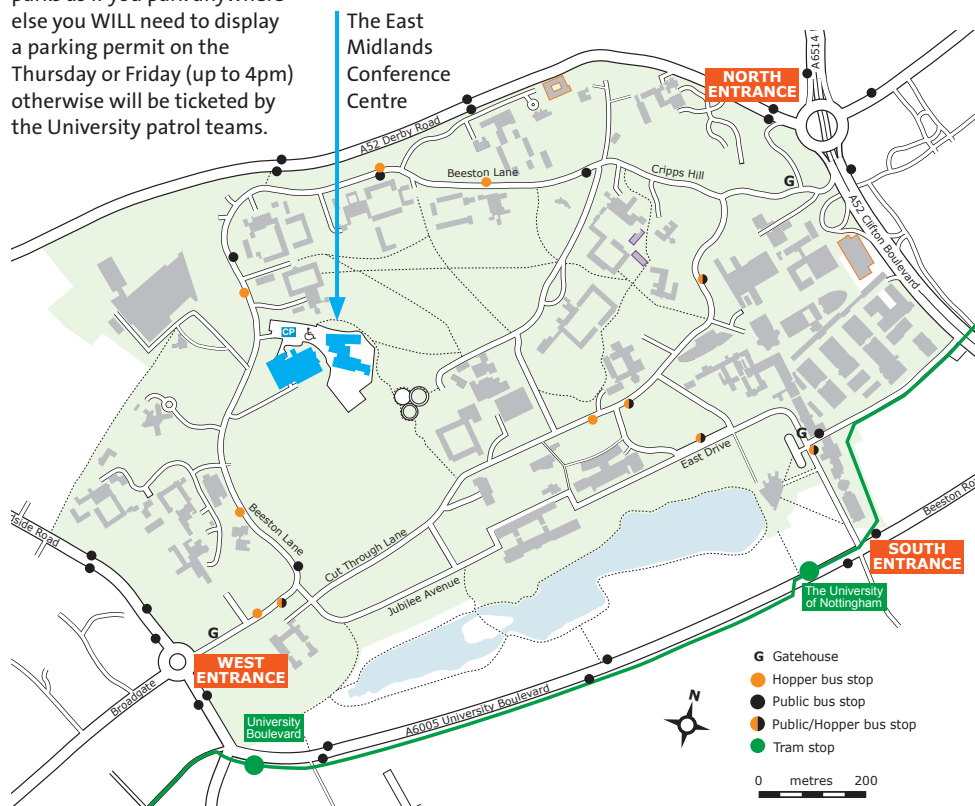 else you WILL need to display
a parking permit on the
Thursday or Friday (up to 4pm)
otherwise will be ticketed by
the University patrol teams.
The East
Midlands
Conference
Centre
NORTH
ENTRANCE
A6514
A52 Derby Road
Beeston Lane
Cripps Hill
G
A52 Clifton Boulevard
CP
G
East Drive
Beeston Lane
Cut Through Lane
Jubilee Avenue
Beeston Ro
SOUTH
ENTRANCE
The University
of Nottingham
lside Road
G
WEST
ENTRANCE
Broadgate
University
Boulevard
A6005 University Boulevard
N
G Gatehouse
Hopper bus stop
Public bus stop
Public/Hopper bus stop
Tram stop
0 metres 200